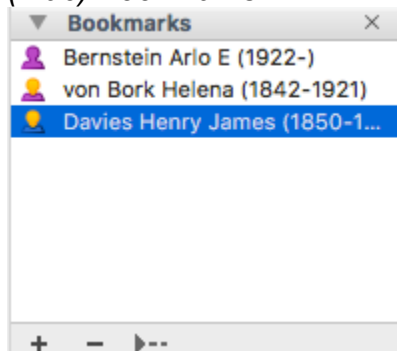 Bookmarks
Bernstein Arlo E (1922-)
von Bork Helena (1842-1921)
Davies Henry James (1850-1...